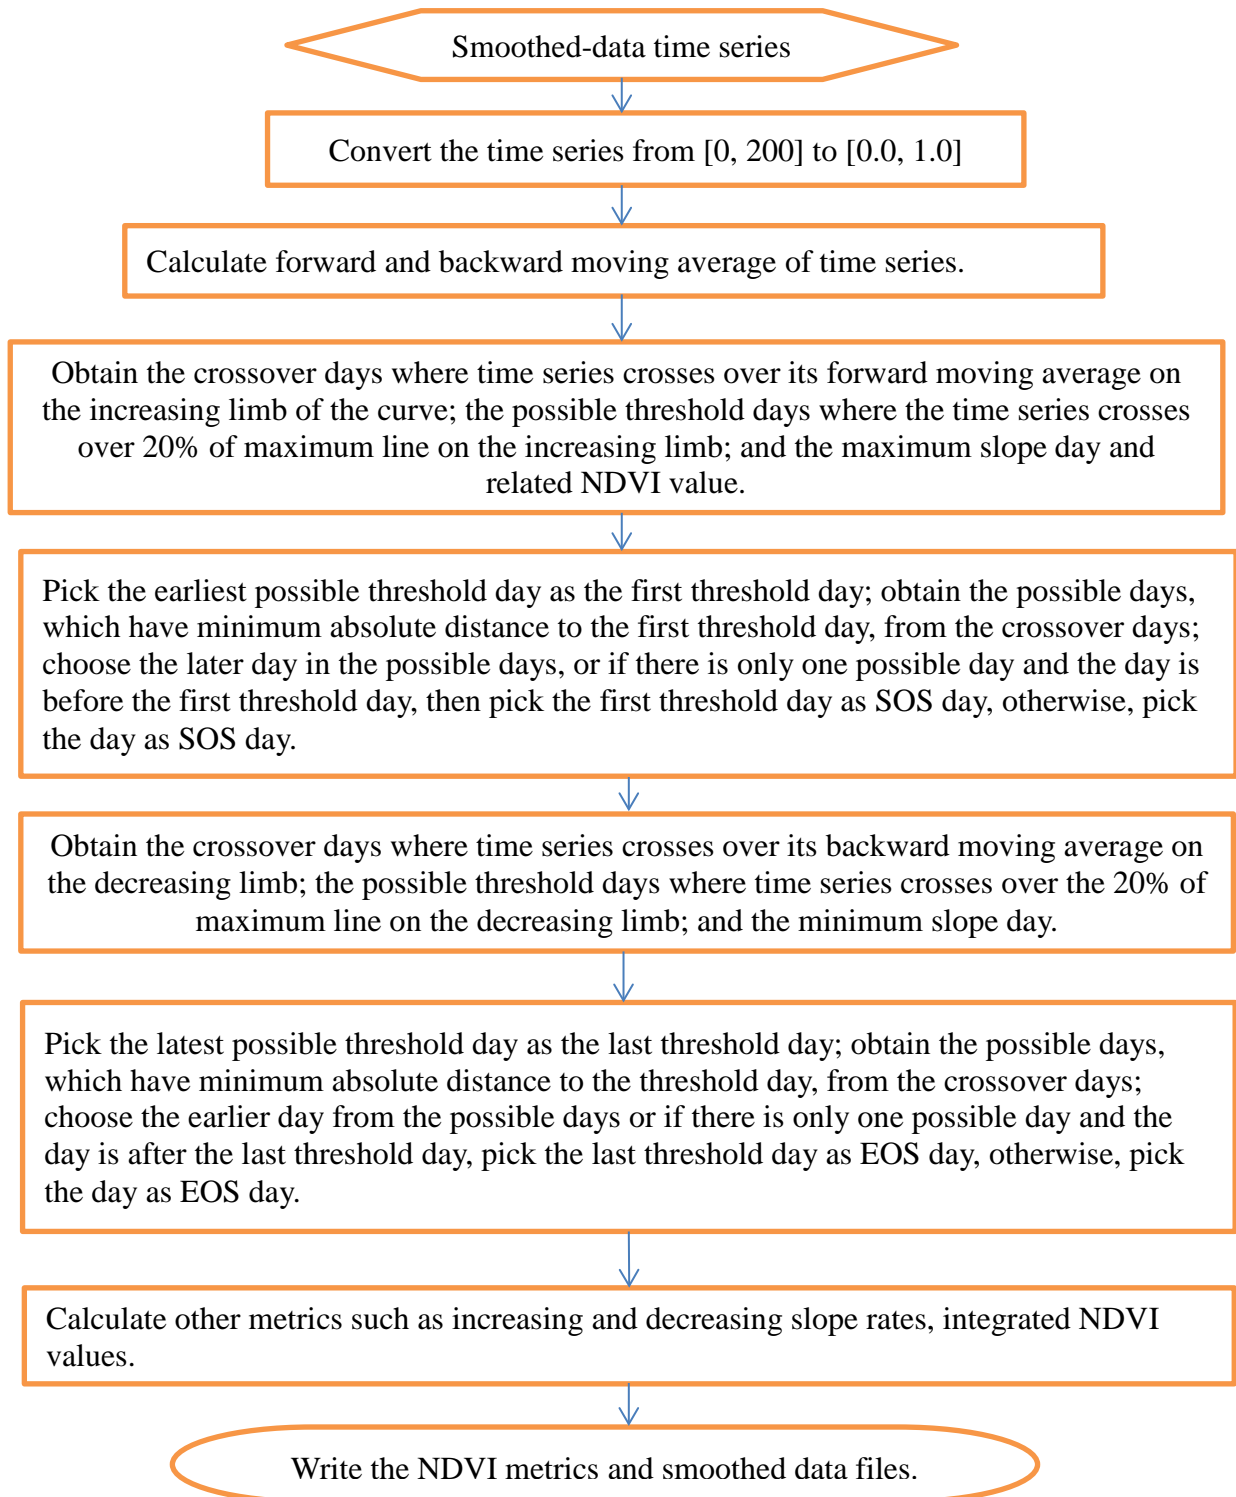 Smoothed-data time series
Convert the time series from [0, 200] to [0.0, 1.0]
Calculate forward and backward moving average of time series.
Obtain the crossover days where time series crosses over its forward moving average on
the increasing limb of the curve; the possible threshold days where the time series crosses
over 20% of maximum line on the increasing limb; and the maximum slope day and
related NDVI value.
Pick the earliest possible threshold day as the first threshold day; obtain the possible days,
which have minimum absolute distance to the first threshold day, from the crossover days;
choose the later day in the possible days, or if there is only one possible day and the day is
before the first threshold day, then pick the first threshold day as SOS day, otherwise, pick
the day as SOS day.
Obtain the crossover days where time series crosses over its backward moving average on
the decreasing limb; the possible threshold days where time series crosses over the 20% of
maximum line on the decreasing limb; and the minimum slope day.
Pick the latest possible threshold day as the last threshold day; obtain the possible days,
which have minimum absolute distance to the threshold day, from the crossover days;
choose the earlier day from the possible days or if there is only one possible day and the
day is after the last threshold day, pick the last threshold day as EOS day, otherwise, pick
the day as EOS day.
Calculate other metrics such as increasing and decreasing slope rates, integrated NDVI
values.
Write the NDVI metrics and smoothed data files.